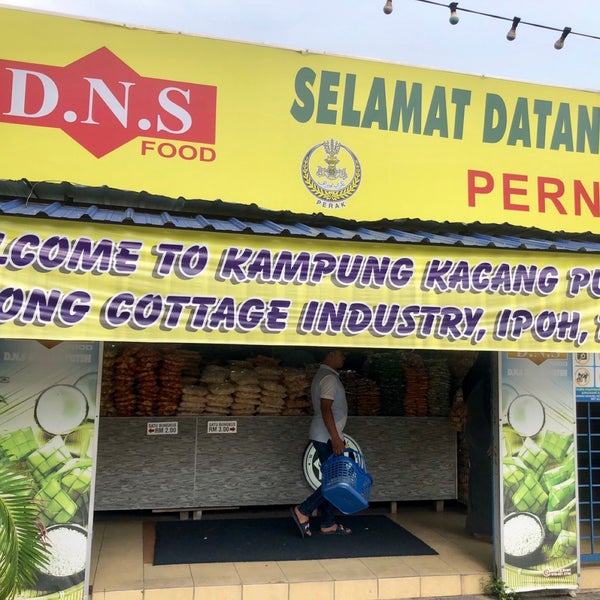 D.N.S
FOOD
SELAMAT DATAN
PERAK
PERN
LCOME TO KAMPUNG KACANG PU
ONG COTTAGE INDUSTRY, IPOH,
SATU BUNGKUS
RM 2.00
SATU BUNGKUS
RM 3.00